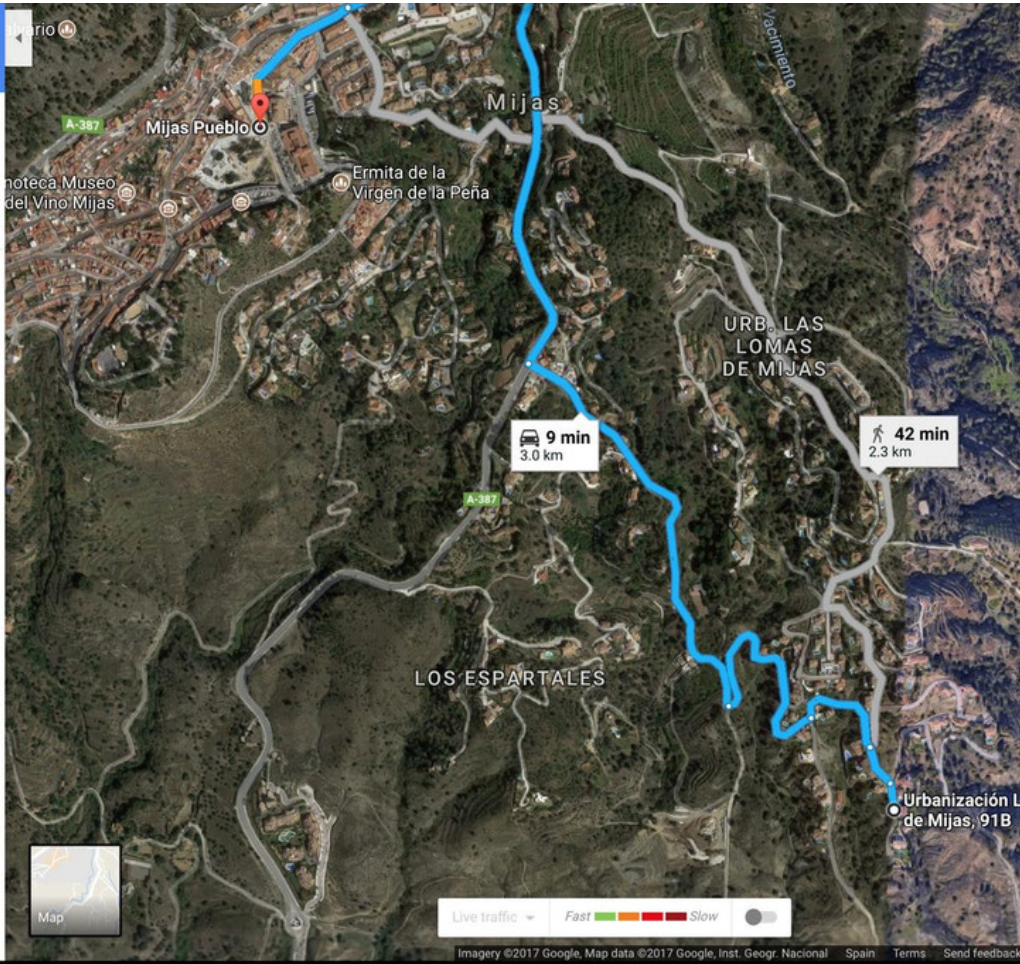 alvario
Yacimiento
Mijas
A-387
Mijas Pueblo
Ermita de la
Virgen de la Peña
noteca Museo
del Vino Mijas
URB. LAS
LOMAS
DE MIJAS
9 min
3.0 km
42 min
2.3 km
A-387
LOS ESPARTALES
Urbanización L
de Mijas, 91B
Map
Live traffic
Fast
Slow
Imagery ©2017 Google, Map data ©2017 Google, Inst. Geogr. Nacional Spain Terms Send feedback